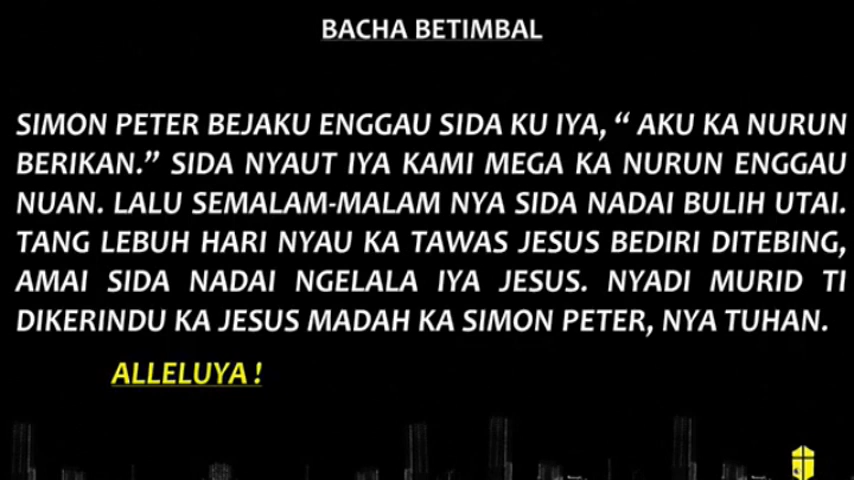 BACHA BETIMBAL
SIMON PETER BEJAKU ENGGAU SIDA KU IYA, “ AKU KA NURUN
BERIKAN.” SIDA NYAUT IYA KAMI MEGA KA NURUN ENGGAU
NUAN. LALU SEMALAM-MALAM NYA SIDA NADAI BULIH UTAI.
TANG LEBUH HARI NYAU KA TAWAS JESUS BEDIRI DITEBING,
AMAI SIDA NADAI NGELALA IYA JESUS. NYADI MURID TI
DIKERINDU KA JESUS MADAH KA SIMON PETER, NYA TUHAN.
ALLELUYA !